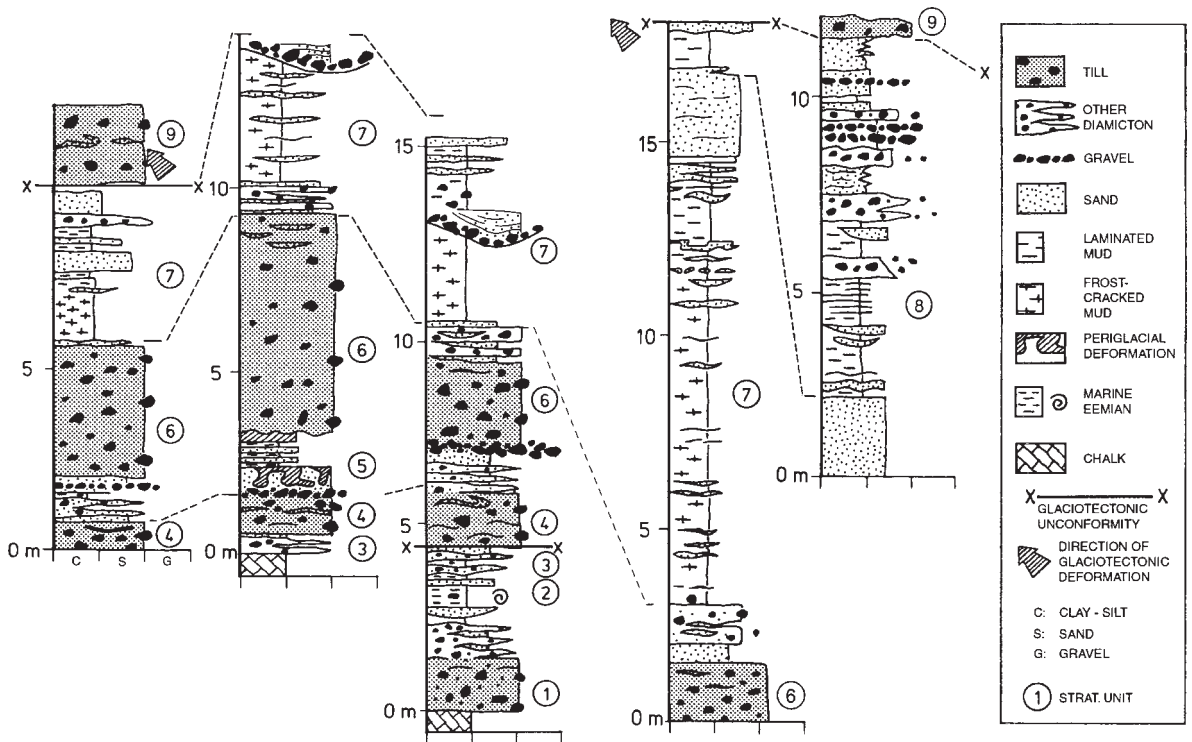 X
X
9
5
7
6
4
0 m
C
S
G
10
7
6
5
5
4
3
0 m
15
7
10
6
5
4
X
X
3
2
1
0 m
X
X
15
10
7
5
6
0 m
9
X
10
5
8
0 m
TILL
OTHER
DIAMICTON
GRAVEL
SAND
LAMINATED
MUD
FROST-
CRACKED
MUD
PERIGLACIAL
DEFORMATION
MARINE
EEMIAN
CHALK
X
X
GLACIOTECTONIC
UNCONFORMITY
DIRECTION OF
GLACIOTECTONIC
DEFORMATION
C: CLAY - SILT
S: SAND
G: GRAVEL
1 STRAT. UNIT